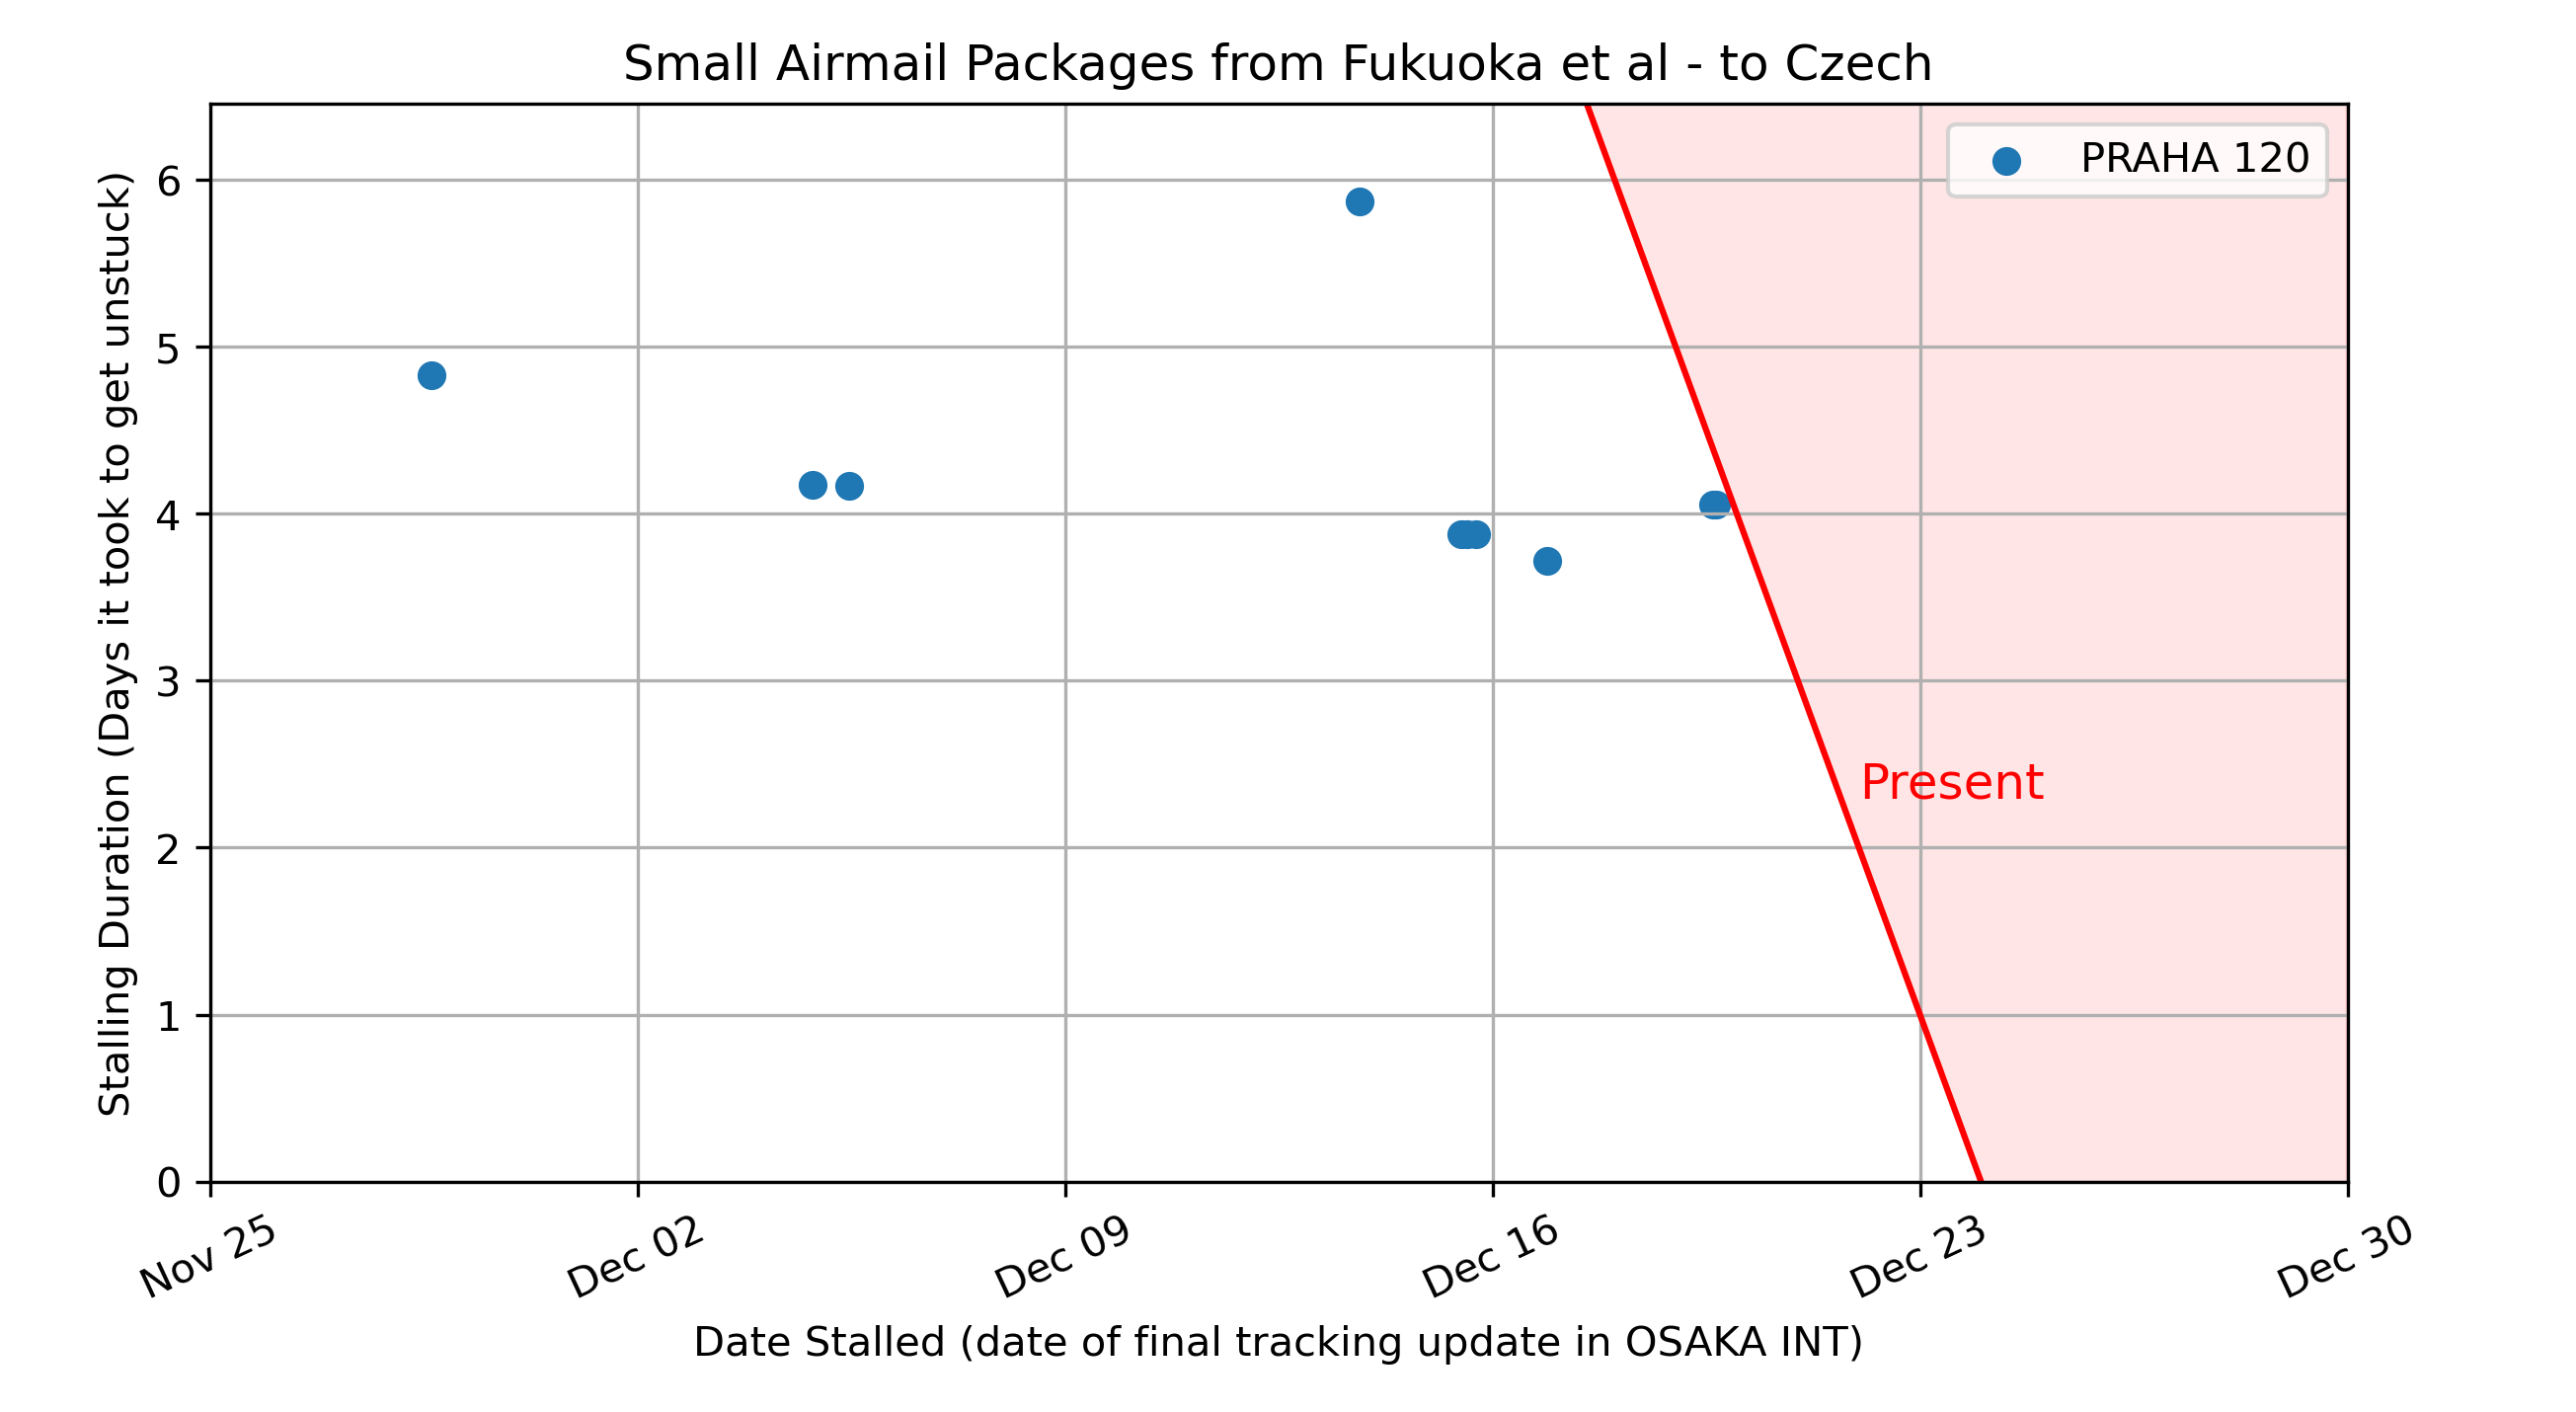 Small Airmail Packages from Fukuoka et al - to Czech
PRAHA 120
Stalling Duration (Days it took to get unstuck)
6
5
4
3
2
1
0
Present
Nov 25
Dec 02
Dec 09
Dec 16
Dec 23
Dec 30
Date Stalled (date of final tracking update in OSAKA INT)